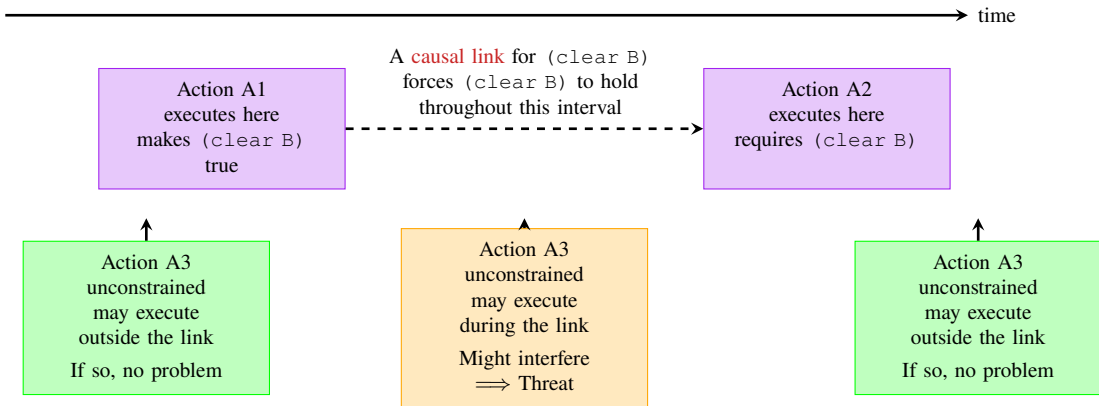 time
A causal link for (clear B)
forces (clear B) to hold
throughout this interval
Action A1
executes here
makes (clear B)
true
Action A2
executes here
requires (clear B)
Action A3
unconstrained
may execute
outside the link
If so, no problem
Action A3
unconstrained
may execute
during the link
Might interfere
⟹ Threat
Action A3
unconstrained
may execute
outside the link
If so, no problem